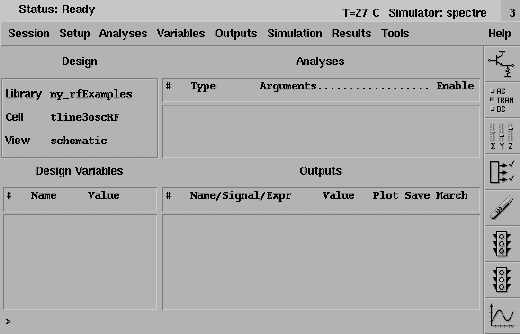 Status: Ready
T=27 C Simulator: spectre 3
Session Setup Analyses Variables Outputs Simulation Results Tools Help
Design
Analyses
Library my_rfExamples
Cell tline3oscRF
View schematic
# Type Arguments.................. Enable
Design Variables
Outputs
# Name Value
# Name/Signal/Expr Value Plot Save March
>
AC
TRAN
DC
X Y Z